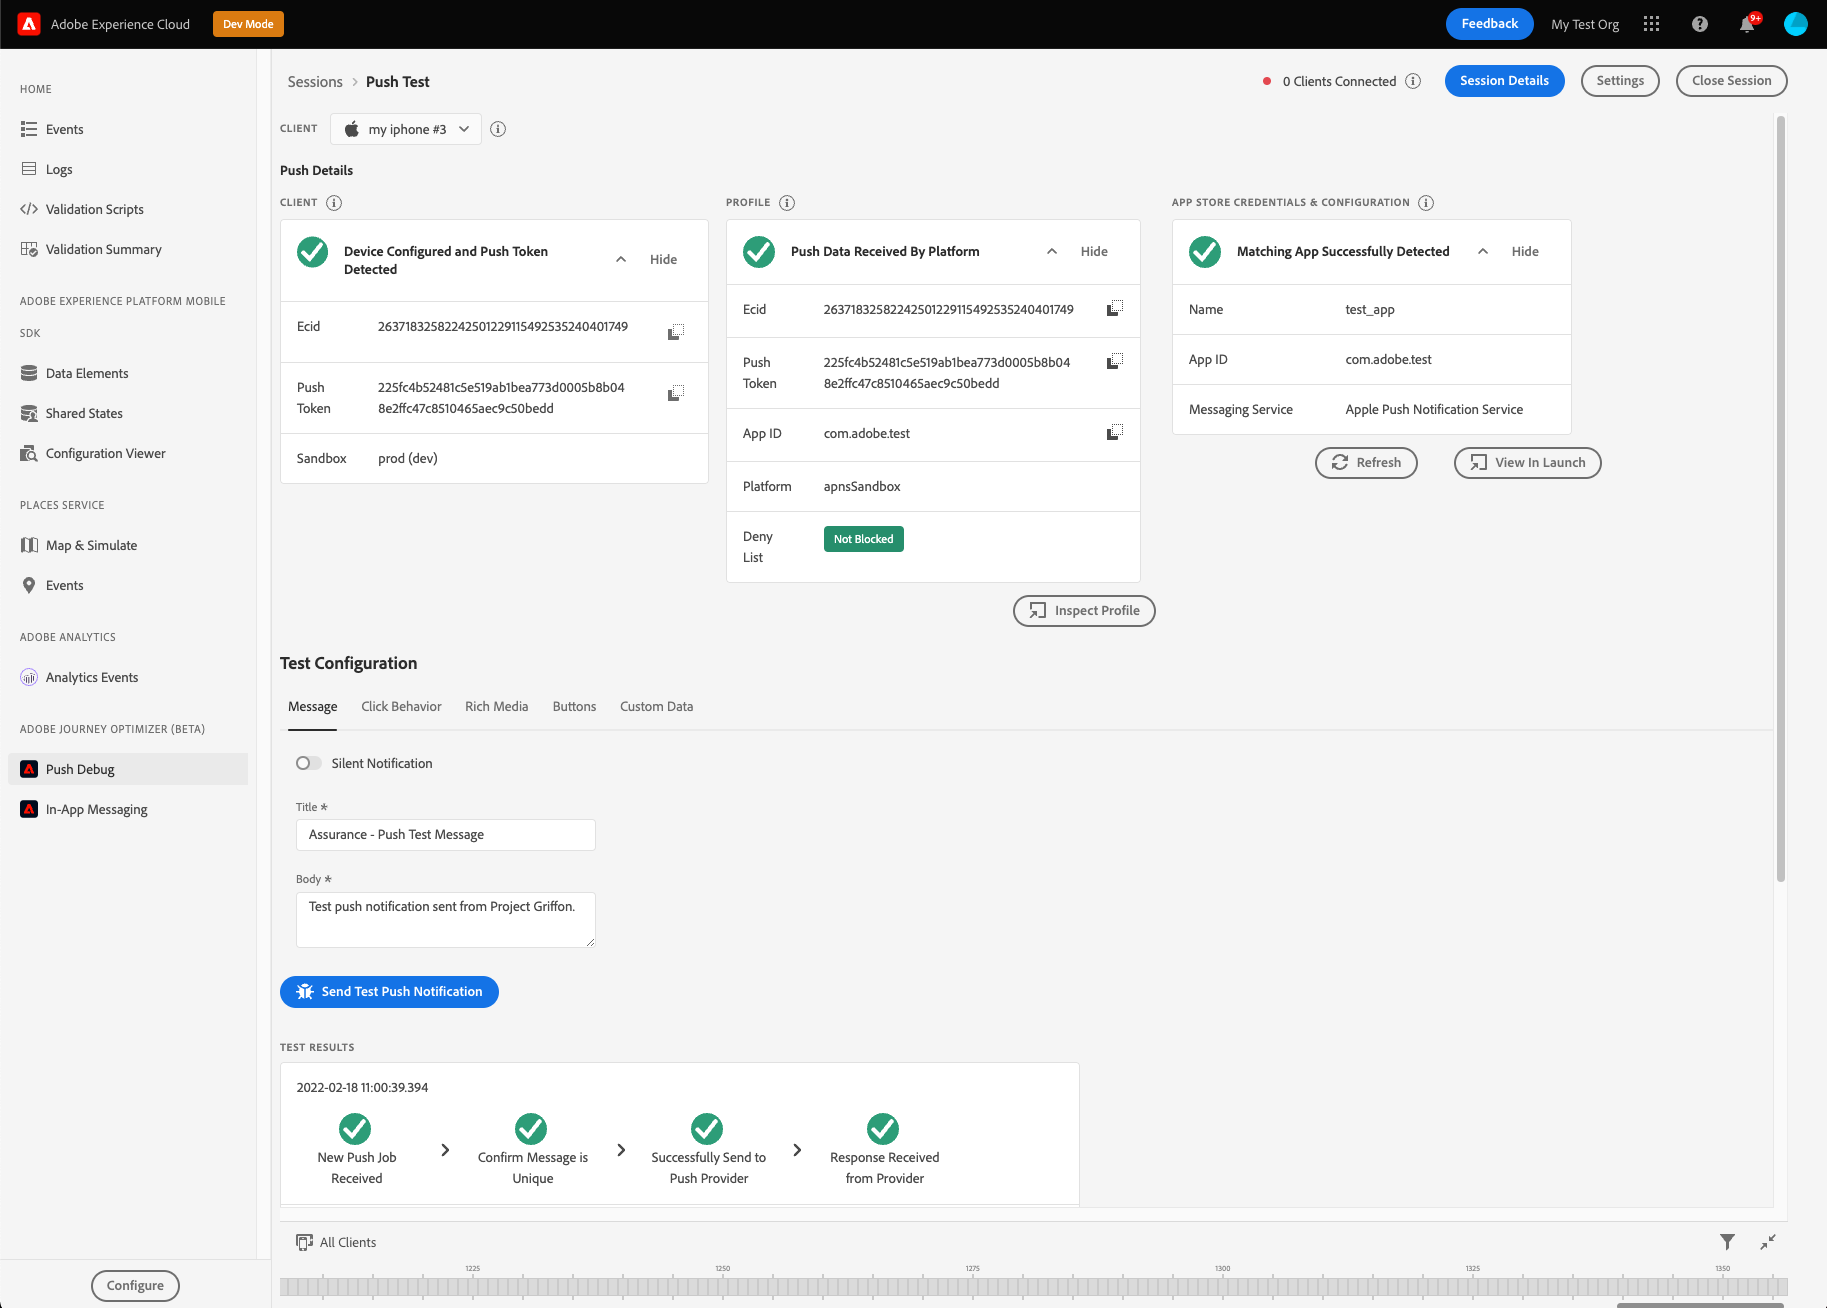 Adobe Experience Cloud
Dev Mode
Feedback
My Test Org
9+
HOME
Events
Logs
Validation Scripts
Validation Summary
ADOBE EXPERIENCE PLATFORM MOBILE
SDK
Data Elements
Shared States
Configuration Viewer
PLACES SERVICE
Map & Simulate
Events
ADOBE ANALYTICS
Analytics Events
ADOBE JOURNEY OPTIMIZER (BETA)
Push Debug
In-App Messaging
Configure
Sessions > Push Test
0 Clients Connected
Session Details
Settings
Close Session
CLIENT
my iphone #3
Push Details
CLIENT
Device Configured and Push Token
Detected
Hide
Ecid
26371832582242501229115492535240401749
Push
Token
225fc4b52481c5e519ab1bea773d0005b8b04
8e2ffc47c8510465aec9c50bedd
Sandbox
prod (dev)
PROFILE
Push Data Received By Platform
Hide
Ecid
26371832582242501229115492535240401749
Push
Token
225fc4b52481c5e519ab1bea773d0005b8b04
8e2ffc47c8510465aec9c50bedd
App ID
com.adobe.test
Platform
apnsSandbox
Deny
List
Not Blocked
Inspect Profile
APP STORE CREDENTIALS & CONFIGURATION
Matching App Successfully Detected
Hide
Name
test_app
App ID
com.adobe.test
Messaging Service
Apple Push Notification Service
Refresh
View In Launch
Test Configuration
Message
Click Behavior
Rich Media
Buttons
Custom Data
Silent Notification
Title *
Assurance - Push Test Message
Body *
Test push notification sent from Project Griffon.
Send Test Push Notification
TEST RESULTS
2022-02-18 11:00:39.394
New Push Job
Received
Confirm Message is
Unique
Successfully Send to
Push Provider
Response Received
from Provider
All Clients
1225
1250
1275
1300
1325
1350